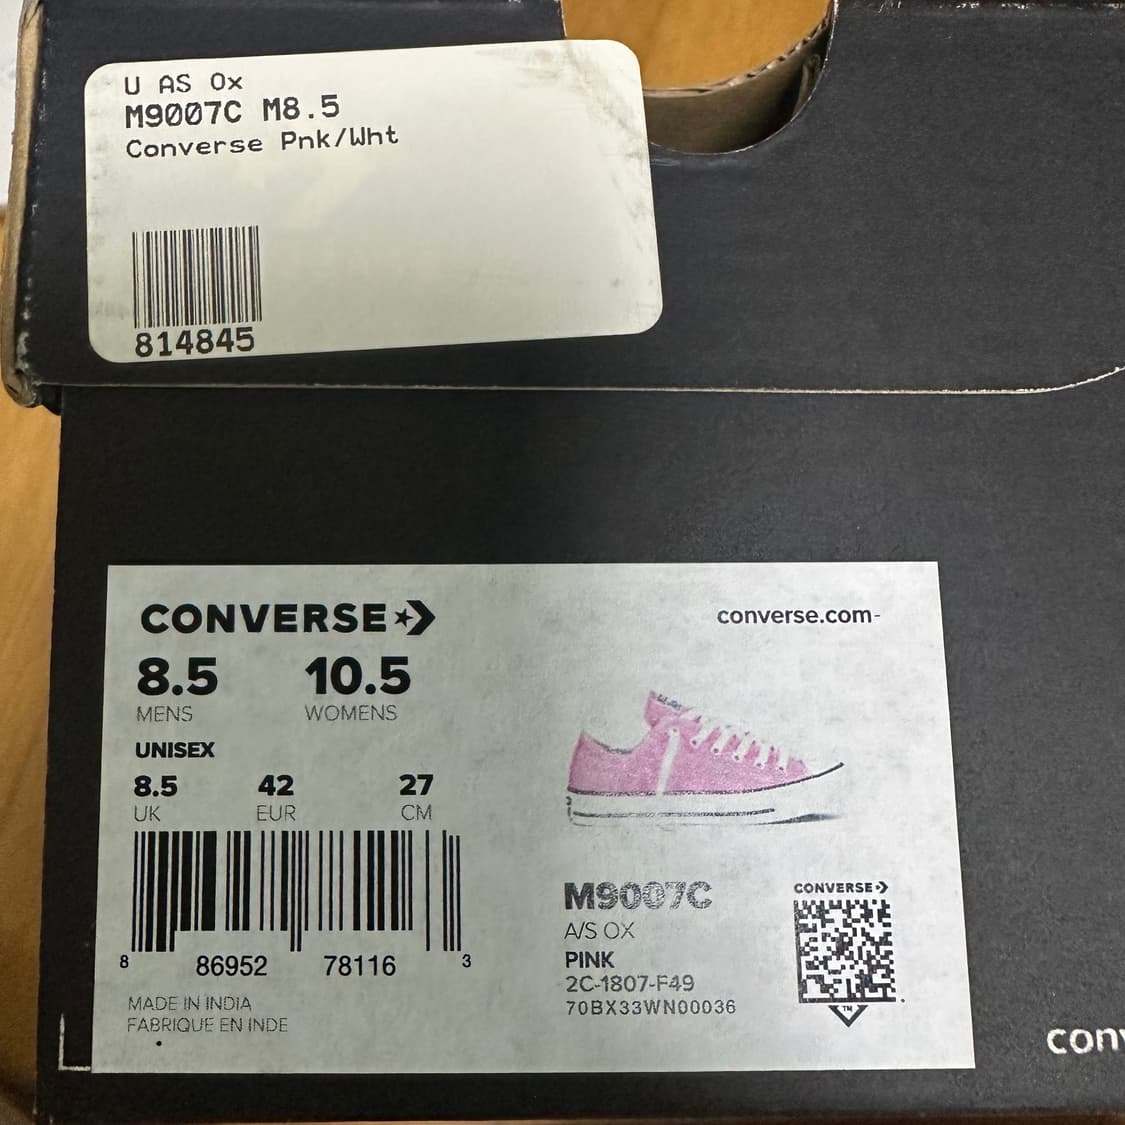 U AS Ox
M9007C M8.5
Converse Pnk/Wht
814845
CONVERSE
converse.com-
8.5 10.5
MENS WOMENS
UNISEX
8.5 42 27
UK EUR CM
8 86952 78116 3
MADE IN INDIA
FABRIQUE EN INDE
M9007C
A/S OX
PINK
2C-1807-F49
70BX33WN00036
CONVERSE
TM
conv